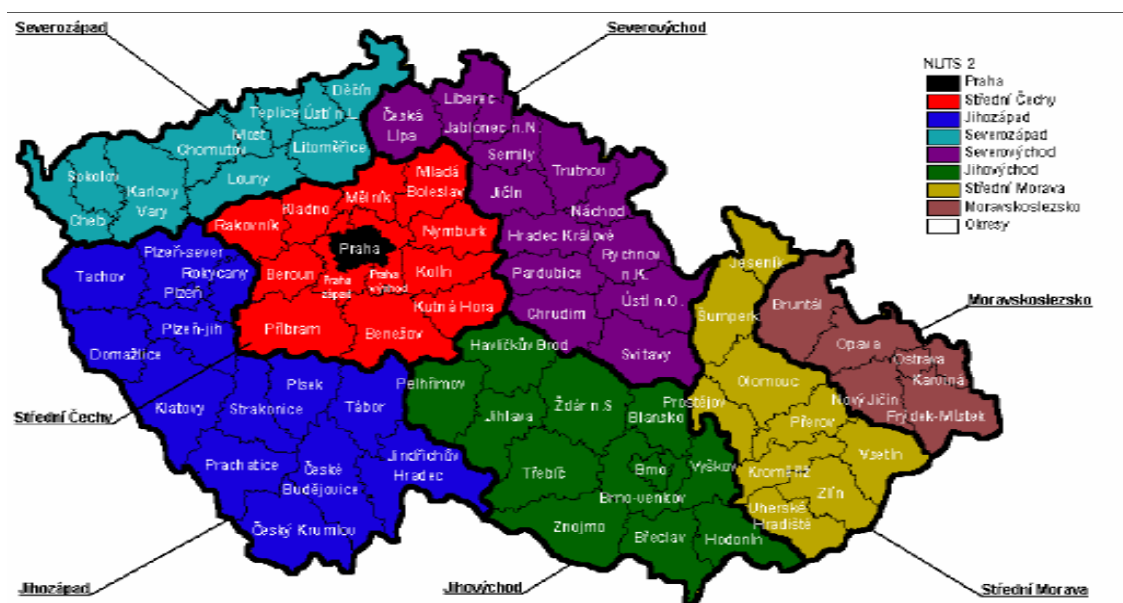 Severozápad
Severovýchod
NUTS 2
Praha
Střední Čechy
Jihozápad
Severozápad
Severovýchod
Jihovýchod
Střední Morava
Moravskoslezsko
Okresy
Děčín
Teplice
Ústí n.L.
Most
Chomutov
Litoměřice
Sokolov
Karlovy
Vary
Louny
Cheb
Česká
Lípa
Liberec
Jablonec n.N.
Semily
Trutnov
Jičín
Náchod
Hradec Králové
Rychnov
n.K.
Pardubice
Ústí n.O.
Chrudim
Svitavy
Mladá
Boleslav
Mělník
Kladno
Rakovník
Nymburk
Praha
Beroun
Praha
západ
Praha
východ
Kolín
Kutná Hora
Příbram
Benešov
Plzeň-sever
Tachov
Rokycany
Plzeň
Plzeň-jih
Domažlice
Klatovy
Písek
Strakonice
Tábor
Prachatice
České
Budějovice
Jindřichův
Hradec
Český Krumlou
Havlíčkův Brod
Pelhřimov
Jihlava
Žďár n.S
Blansko
Třebíč
Brno
Vyškov
Brno-venkov
Znojmo
Břeclav
Hodonín
Jeseník
Šumperk
Olomouc
Prostějov
Přerov
Kroměříž
Vsetín
Zlín
Uherské
Hradiště
Bruntál
Opava
Ostrava
Karviná
Nový Jičín
Frýdek-Místek
Moravskoslezsko
Střední Čechy
Jihozápad
Jihovýchod
Střední Morava